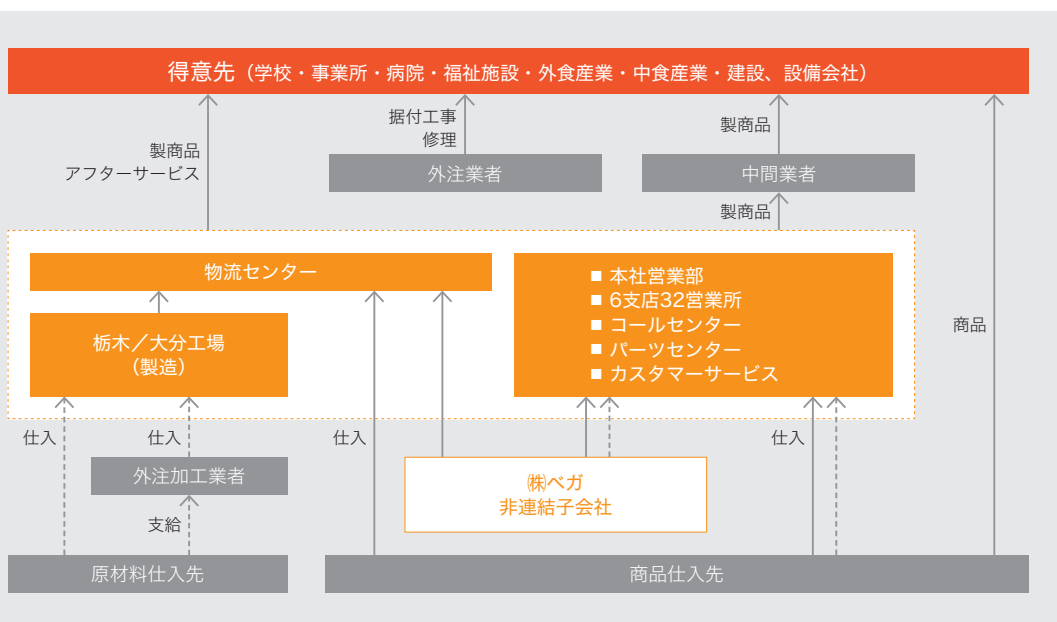 得意先（学校・事業所・病院・福祉施設・外食産業・中食産業・建設、設備会社）
製商品
アフターサービス
据付工事
修理
製商品
外注業者
中間業者
製商品
物流センター
■ 本社営業部
■ 6支店32営業所
■ コールセンター
■ パーツセンター
■ カスタマーサービス
栃木／大分工場
（製造）
商品
仕入
仕入
仕入
仕入
外注加工業者
㈱ベガ
非連結子会社
支給
原材料仕入先
商品仕入先